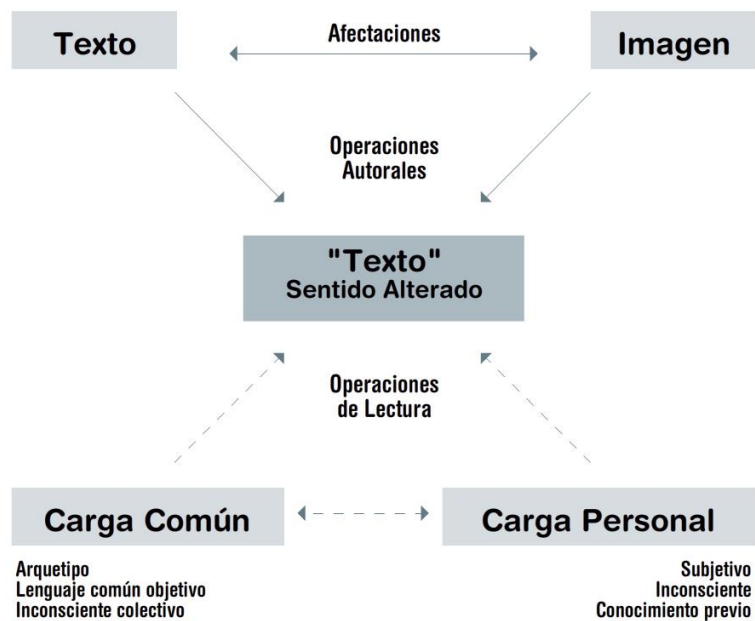 Texto
Afectaciones
Imagen
Operaciones
Autorales
"Texto"
Sentido Alterado
Operaciones
de Lectura
Carga Común
Carga Personal
Arquetipo
Lenguaje común objetivo
Inconsciente colectivo
Subjetivo
Inconsciente
Conocimiento previo